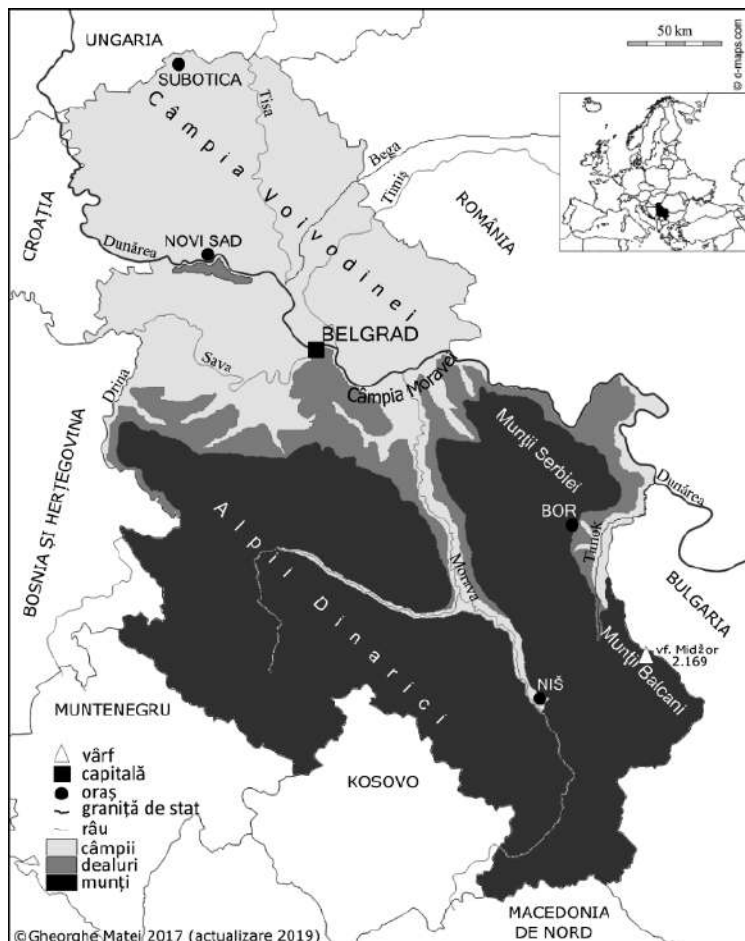 UNGARIA
50 km
© d-maps.com
SUBOTICA
Câmpia Voivodinei
Tisa
Bega
Timiș
CROAȚIA
ROMÂNIA
Dunărea
NOVI SAD
BELGRAD
Sava
Drina
Câmpia Moravei
BOSNIA ȘI HERȚEGOVINA
Munții Serbiei
Dunărea
BOR
Timok
Alpii Dinarici
Morava
BULGARIA
Munții Balcani
vf. Midžor
2.169
NIŠ
MUNTENEGRU
KOSOVO
vârf
capitală
oraș
graniță de stat
râu
câmpii
dealuri
munți
MACEDONIA
DE NORD
©Gheorghe Matei 2017 (actualizare 2019)